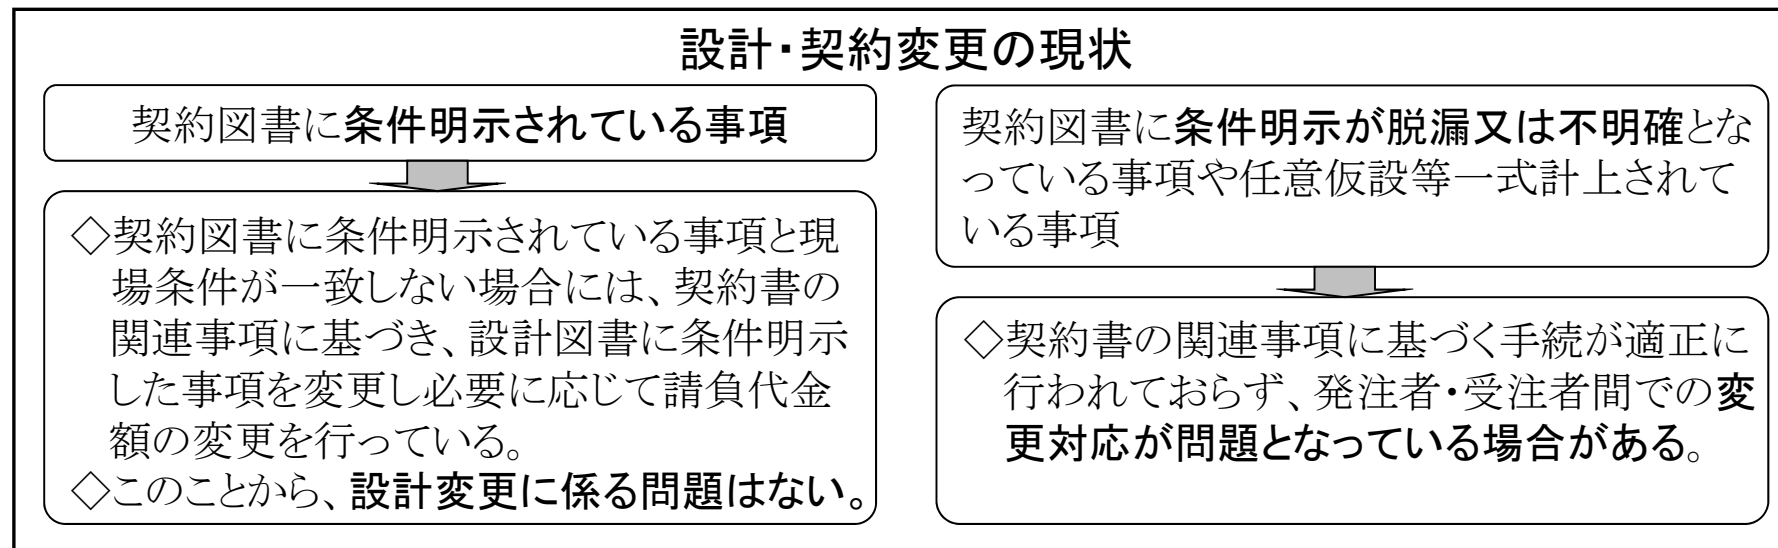 設計・契約変更の現状
契約図書に条件明示されている事項
◇契約図書に条件明示されている事項と現
場条件が一致しない場合には、契約書の
関連事項に基づき、設計図書に条件明示
した事項を変更し必要に応じて請負代金
額の変更を行っている。
◇このことから、設計変更に係る問題はない。
契約図書に条件明示が脱漏又は不明確とな
っている事項や任意仮設等一式計上されて
いる事項
◇契約書の関連事項に基づく手続が適正に
行われておらず、発注者・受注者間での変
更対応が問題となっている場合がある。